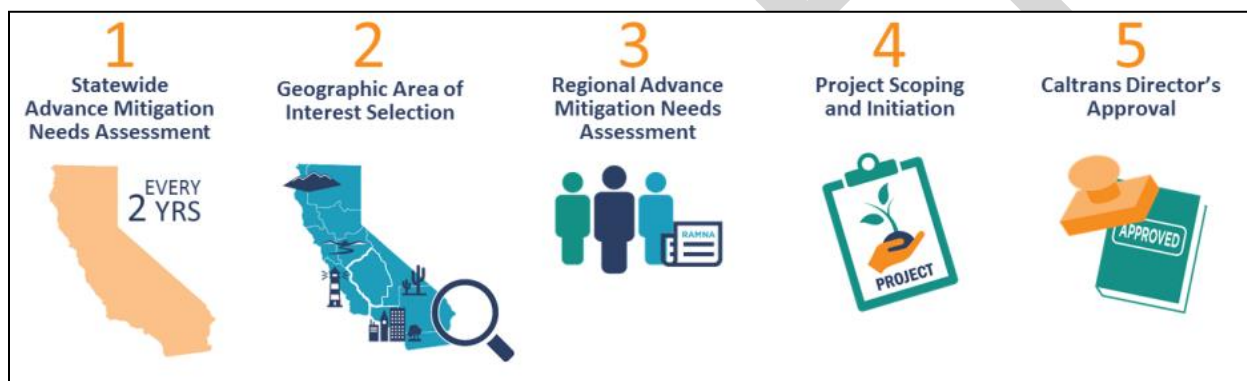 1
Statewide
Advance Mitigation
Needs Assessment
EVERY
2 YRS
2
Geographic Area of
Interest Selection
3
Regional Advance
Mitigation Needs
Assessment
RAMNA
4
Project Scoping
and Initiation
PROJECT
5
Caltrans Director's
Approval
APPROVED